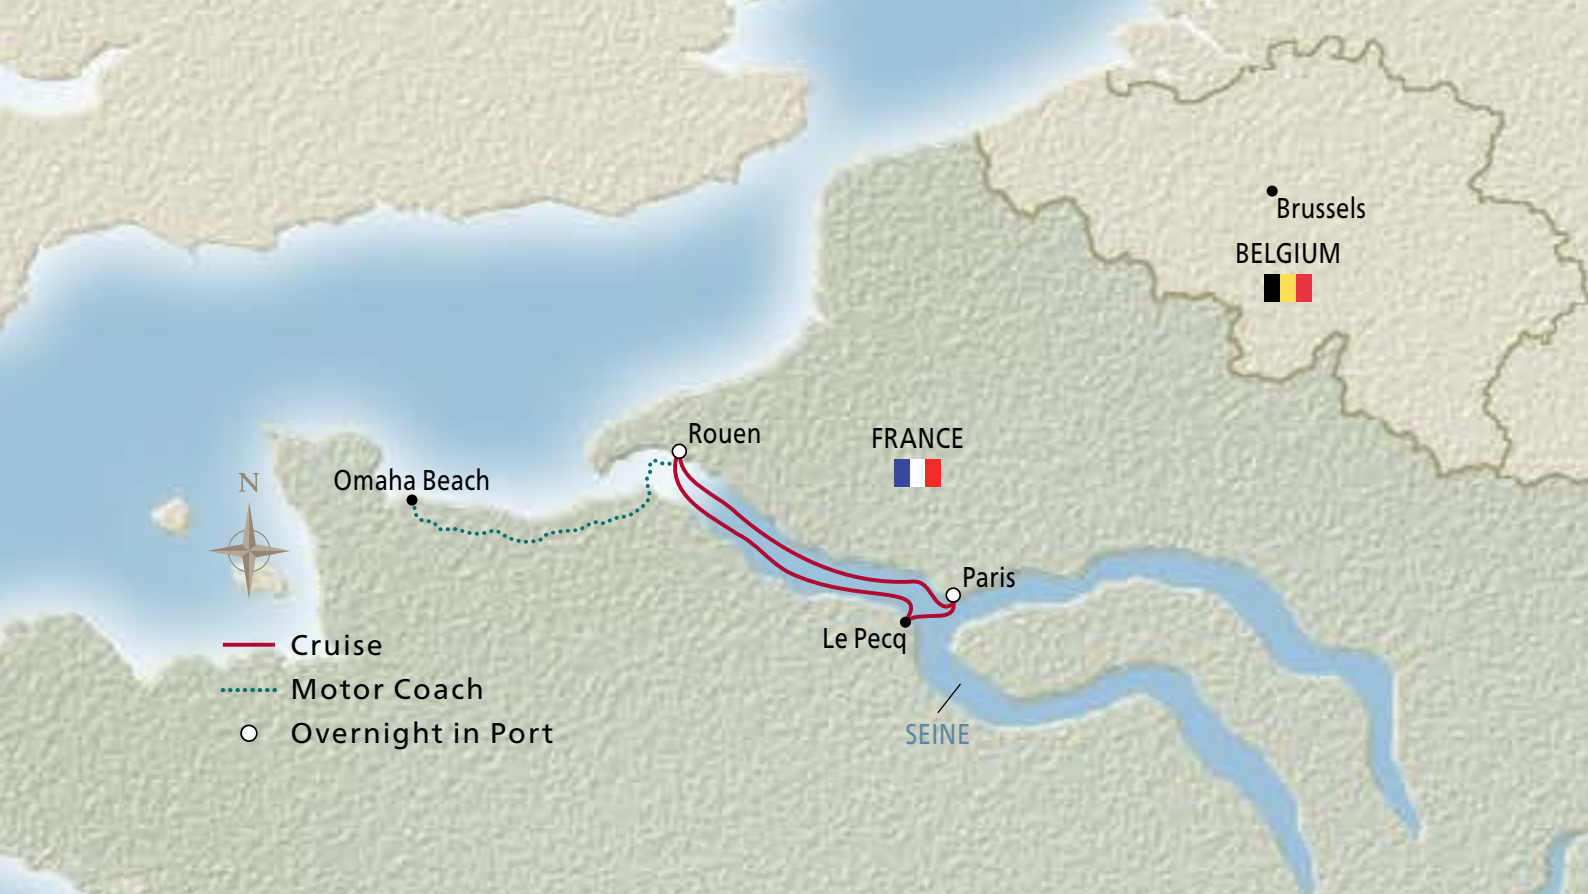 Brussels
BELGIUM
Rouen
FRANCE
Omaha Beach
N
Paris
Le Pecq
SEINE
Cruise
Motor Coach
Overnight in Port